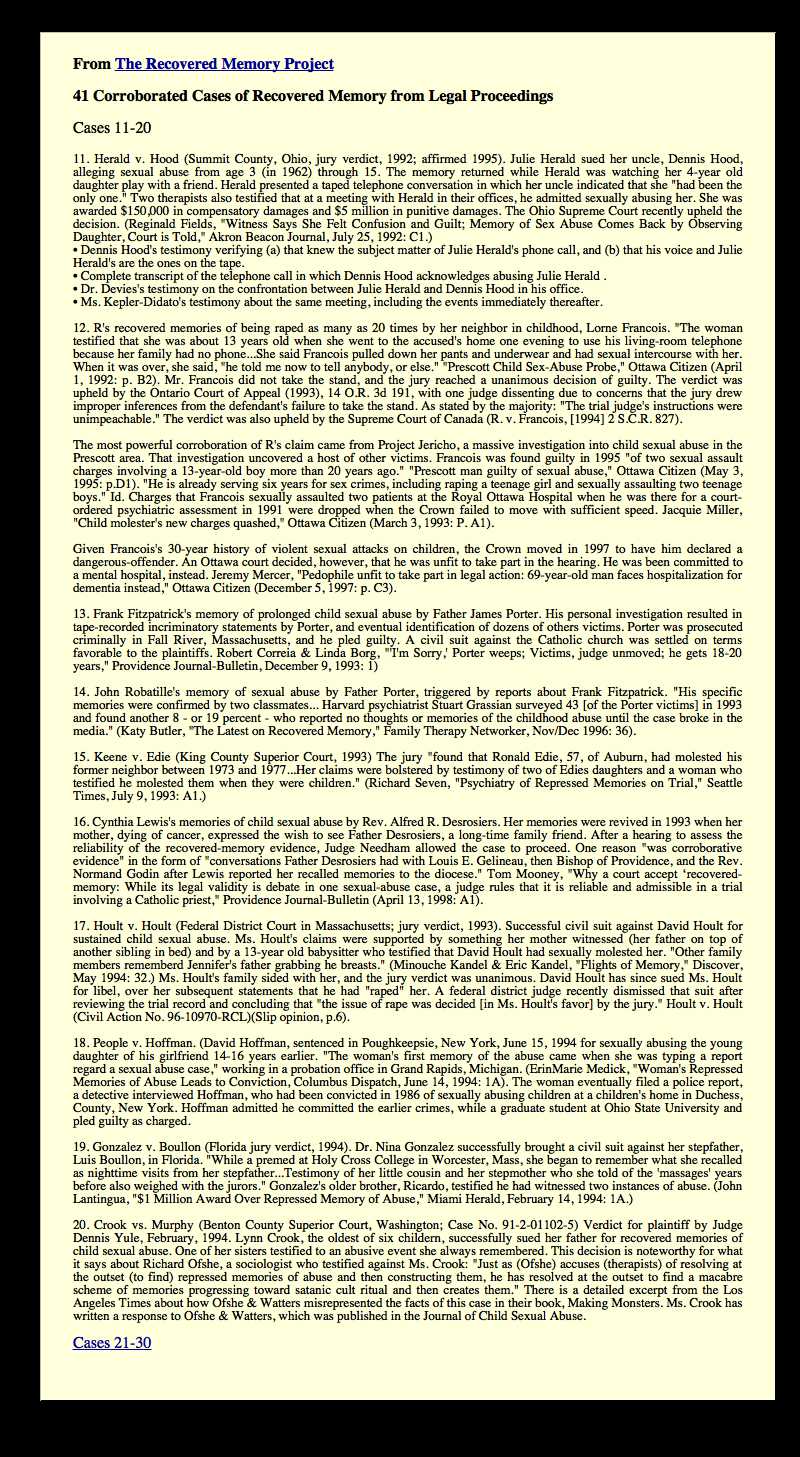 From The Recovered Memory Project
41 Corroborated Cases of Recovered Memory from Legal Proceedings
Cases 11-20
11. Herald v. Hood (Summit County, Ohio, jury verdict, 1992; affirmed 1995). Julie Herald sued her uncle, Dennis Hood,
alleging sexual abuse from age 3 (in 1962) through 15. The memory returned while Herald was watching her 4-year old
daughter play with a friend. Herald presented a taped telephone conversation in which her uncle indicated that she "had been the
only one." Two therapists also testified that at a meeting with Herald in their offices, he admitted sexually abusing her. She was
awarded $150,000 in compensatory damages and $5 million in punitive damages. The Ohio Supreme Court recently upheld the
decision. (Reginald Fields, "Witness Says She Felt Confusion and Guilt; Memory of Sex Abuse Comes Back by Observing
Daughter, Court is Told," Akron Beacon Journal, July 25, 1992: C1.)
• Dennis Hood's testimony verifying (a) that knew the subject matter of Julie Herald's phone call, and (b) that his voice and Julie
Herald's are the ones on the tape.
• Complete transcript of the telephone call in which Dennis Hood acknowledges abusing Julie Herald .
• Dr. Devies's testimony on the confrontation between Julie Herald and Dennis Hood in his office.
• Ms. Kepler-Didato's testimony about the same meeting, including the events immediately thereafter.
12. R's recovered memories of being raped as many as 20 times by her neighbor in childhood, Lorne Francois. "The woman
testified that she was about 13 years old when she went to the accused's home one evening to use his living-room telephone
because her family had no phone...She said Francois pulled down her pants and underwear and had sexual intercourse with her.
When it was over, she said, "he told me now to tell anybody, or else." "Prescott Child Sex-Abuse Probe," Ottawa Citizen (April
1, 1992: p. B2). Mr. Francois did not take the stand, and the jury reached a unanimous decision of guilty. The verdict was
upheld by the Ontario Court of Appeal (1993), 14 O.R. 3d 191, with one judge dissenting due to concerns that the jury drew
improper inferences from the defendant's failure to take the stand. As stated by the majority: "The trial judge's instructions were
unimpeachable." The verdict was also upheld by the Supreme Court of Canada (R. v. Francois, [1994] 2 S.C.R. 827).
The most powerful corroboration of R's claim came from Project Jericho, a massive investigation into child sexual abuse in the
Prescott area. That investigation uncovered a host of other victims. Francois was found guilty in 1995 "of two sexual assault
charges involving a 13-year-old boy more than 20 years ago." "Prescott man guilty of sexual abuse," Ottawa Citizen (May 3,
1995: p.D1). "He is already serving six years for sex crimes, including raping a teenage girl and sexually assaulting two teenage
boys." Id. Charges that Francois sexually assaulted two patients at the Royal Ottawa Hospital when he was there for a court-
ordered psychiatric assessment in 1991 were dropped when the Crown failed to move with sufficient speed. Jacquie Miller,
"Child molester's new charges quashed," Ottawa Citizen (March 3, 1993: P. A1).
Given Francois's 30-year history of violent sexual attacks on children, the Crown moved in 1997 to have him declared a
dangerous-offender. An Ottawa court decided, however, that he was unfit to take part in the hearing. He was been committed to
a mental hospital, instead. Jeremy Mercer, "Pedophile unfit to take part in legal action: 69-year-old man faces hospitalization for
dementia instead," Ottawa Citizen (December 5, 1997: p. C3).
13. Frank Fitzpatrick's memory of prolonged child sexual abuse by Father James Porter. His personal investigation resulted in
tape-recorded incriminatory statements by Porter, and eventual identification of dozens of others victims. Porter was prosecuted
criminally in Fall River, Massachusetts, and he pled guilty. A civil suit against the Catholic church was settled on terms
favorable to the plaintiffs. Robert Correia & Linda Borg, "'I'm Sorry,' Porter weeps; Victims, judge unmoved; he gets 18-20
years," Providence Journal-Bulletin, December 9, 1993: 1)
14. John Robatille's memory of sexual abuse by Father Porter, triggered by reports about Frank Fitzpatrick. "His specific
memories were confirmed by two classmates... Harvard psychiatrist Stuart Grassian surveyed 43 [of the Porter victims] in 1993
and found another 8 - or 19 percent - who reported no thoughts or memories of the childhood abuse until the case broke in the
media." (Katy Butler, "The Latest on Recovered Memory," Family Therapy Networker, Nov/Dec 1996: 36).
15. Keene v. Edie (King County Superior Court, 1993) The jury "found that Ronald Edie, 57, of Auburn, had molested his
former neighbor between 1973 and 1977...Her claims were bolstered by testimony of two of Edies daughters and a woman who
testified he molested them when they were children." (Richard Seven, "Psychiatry of Repressed Memories on Trial," Seattle
Times, July 9, 1993: A1.)
16. Cynthia Lewis's memories of child sexual abuse by Rev. Alfred R. Desrosiers. Her memories were revived in 1993 when her
mother, dying of cancer, expressed the wish to see Father Desrosiers, a long-time family friend. After a hearing to assess the
reliability of the recovered-memory evidence, Judge Needham allowed the case to proceed. One reason "was corroborative
evidence" in the form of "conversations Father Desrosiers had with Louis E. Gelineau, then Bishop of Providence, and the Rev.
Normand Godin after Lewis reported her recalled memories to the diocese." Tom Mooney, "Why a court accept ‘recovered-
memory: While its legal validity is debate in one sexual-abuse case, a judge rules that it is reliable and admissible in a trial
involving a Catholic priest," Providence Journal-Bulletin (April 13, 1998: A1).
17. Hoult v. Hoult (Federal District Court in Massachusetts; jury verdict, 1993). Successful civil suit against David Hoult for
sustained child sexual abuse. Ms. Hoult's claims were supported by something her mother witnessed (her father on top of
another sibling in bed) and by a 13-year old babysitter who testified that David Hoult had sexually molested her. "Other family
members rememberd Jennifer's father grabbing he breasts." (Minouche Kandel & Eric Kandel, "Flights of Memory," Discover,
May 1994: 32.) Ms. Hoult's family sided with her, and the jury verdict was unanimous. David Hoult has since sued Ms. Hoult
for libel, over her subsequent statements that he had "raped" her. A federal district judge recently dismissed that suit after
reviewing the trial record and concluding that "the issue of rape was decided [in Ms. Hoult's favor] by the jury." Hoult v. Hoult
(Civil Action No. 96-10970-RCL)(Slip opinion, p.6).
18. People v. Hoffman. (David Hoffman, sentenced in Poughkeepsie, New York, June 15, 1994 for sexually abusing the young
daughter of his girlfriend 14-16 years earlier. "The woman's first memory of the abuse came when she was typing a report
regard a sexual abuse case," working in a probation office in Grand Rapids, Michigan. (ErinMarie Medick, "Woman's Repressed
Memories of Abuse Leads to Conviction, Columbus Dispatch, June 14, 1994: 1A). The woman eventually filed a police report,
a detective interviewed Hoffman, who had been convicted in 1986 of sexually abusing children at a children's home in Duchess,
County, New York. Hoffman admitted he committed the earlier crimes, while a graduate student at Ohio State University and
pled guilty as charged.
19. Gonzalez v. Boullon (Florida jury verdict, 1994). Dr. Nina Gonzalez successfully brought a civil suit against her stepfather,
Luis Boullon, in Florida. "While a premed at Holy Cross College in Worcester, Mass, she began to remember what she recalled
as nighttime visits from her stepfather...Testimony of her little cousin and her stepmother who she told of the 'massages' years
before also weighed with the jurors." Gonzalez's older brother, Ricardo, testified he had witnessed two instances of abuse. (John
Lantingua, "$1 Million Award Over Repressed Memory of Abuse," Miami Herald, February 14, 1994: 1A.)
20. Crook vs. Murphy (Benton County Superior Court, Washington; Case No. 91-2-01102-5) Verdict for plaintiff by Judge
Dennis Yule, February, 1994. Lynn Crook, the oldest of six childern, successfully sued her father for recovered memories of
child sexual abuse. One of her sisters testified to an abusive event she always remembered. This decision is noteworthy for what
it says about Richard Ofshe, a sociologist who testified against Ms. Crook: "Just as (Ofshe) accuses (therapists) of resolving at
the outset (to find) repressed memories of abuse and then constructing them, he has resolved at the outset to find a macabre
scheme of memories progressing toward satanic cult ritual and then creates them." There is a detailed excerpt from the Los
Angeles Times about how Ofshe & Watters misrepresented the facts of this case in their book, Making Monsters. Ms. Crook has
written a response to Ofshe & Watters, which was published in the Journal of Child Sexual Abuse.
Cases 21-30